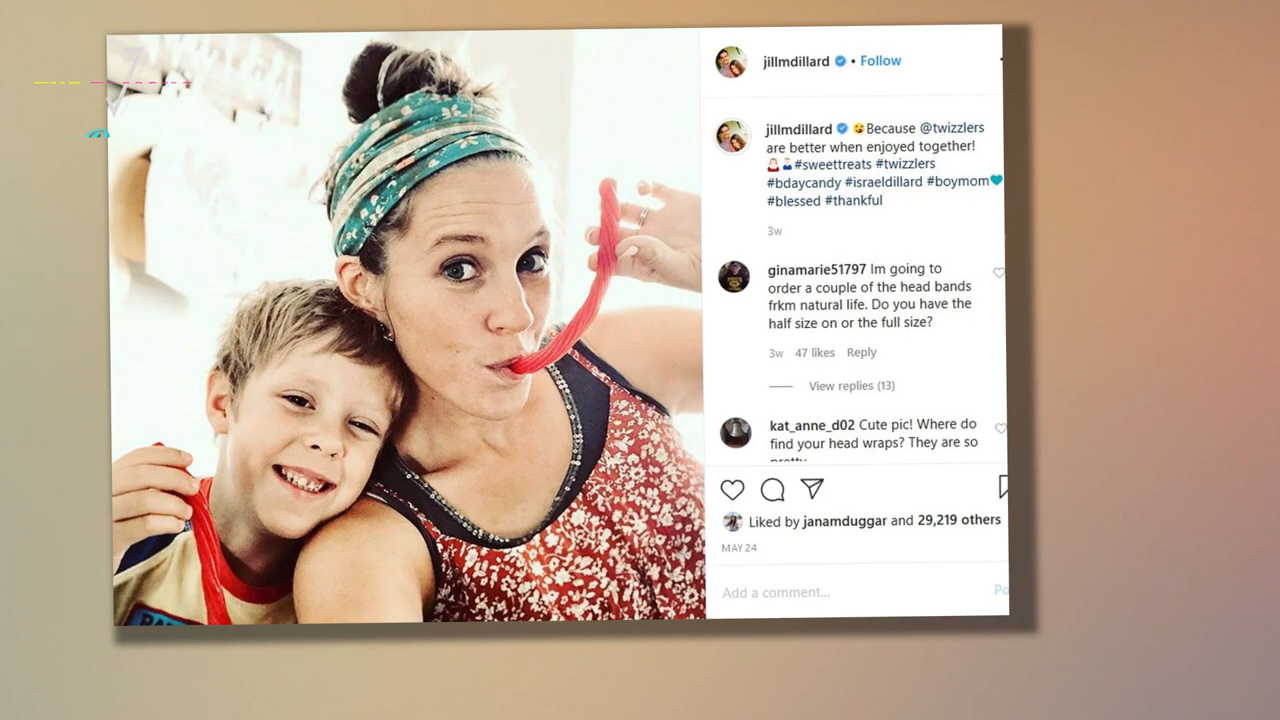 jillmdillard • Follow
jillmdillard 😜Because @twizzlers
are better when enjoyed together!
#sweettreats #twizzlers
#bdaycandy #israeldillard #boymom
#blessed #thankful
3w
ginamarie51797 Im going to
order a couple of the head bands
frkm natural life. Do you have the
half size on or the full size?
3w 47 likes Reply
View replies (13)
kat_anne_d02 Cute pic! Where do
find your head wraps? They are so
pretty
Liked by janamduggar and 29,219 others
MAY 24
Add a comment...
Po